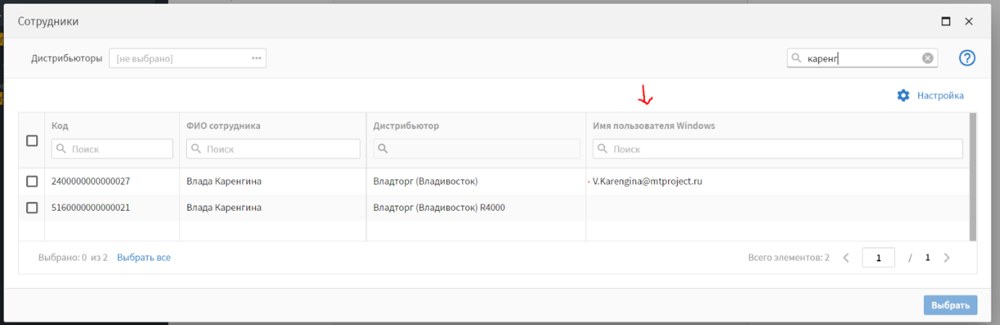 Сотрудники
Дистрибьюторы [не выбрано] ...
каренг
Настройка
Код ФИО сотрудника Дистрибьютор Имя пользователя Windows
Поиск Поиск Поиск
2400000000000027 Влада Каренгина Владторг (Владивосток) V.Karengina@mtproject.ru
5160000000000021 Влада Каренгина Владторг (Владивосток) R4000
Выбрано: 0 из 2 Выбрать все Всего элементов: 2 1 / 1
Выбрать